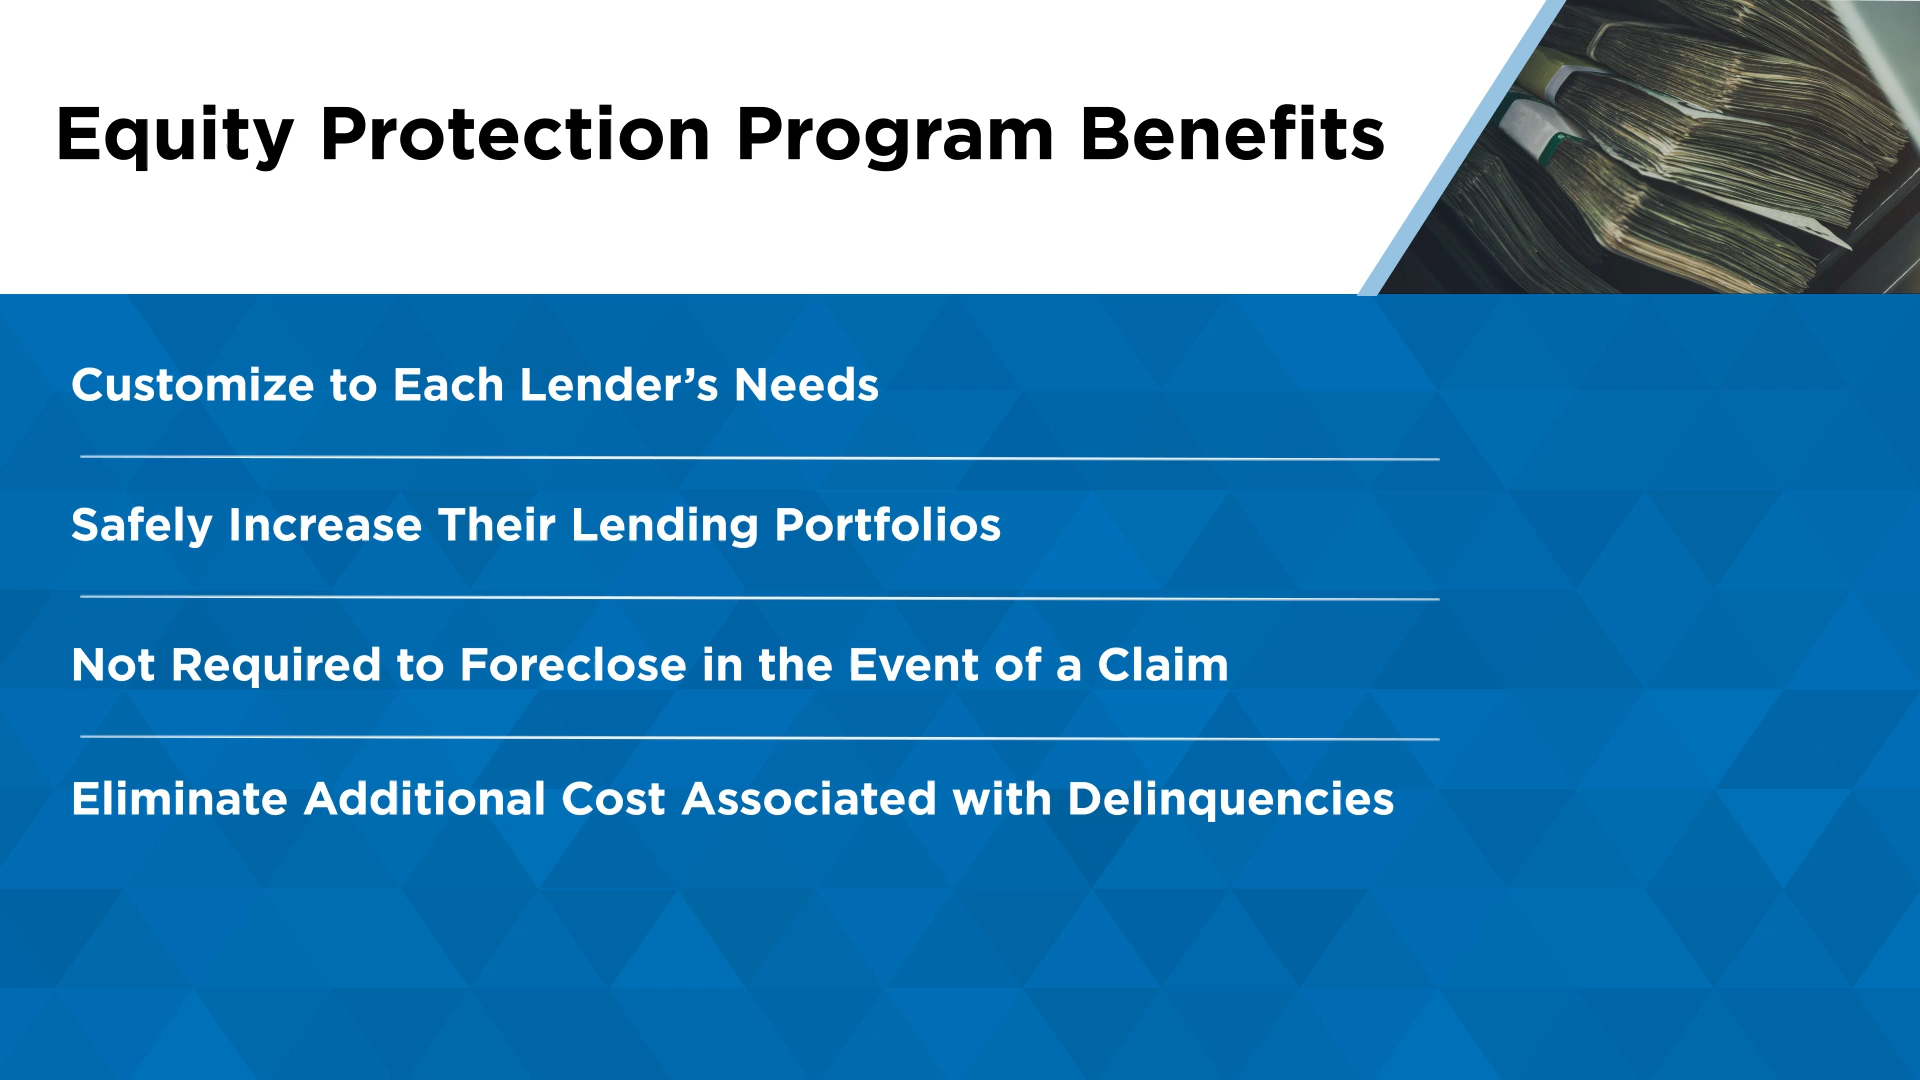 Equity Protection Program Benefits
Customize to Each Lender’s Needs
Safely Increase Their Lending Portfolios
Not Required to Foreclose in the Event of a Claim
Eliminate Additional Cost Associated with Delinquencies